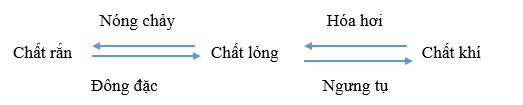 Nóng chảy Hóa hơi
Chất rắn Chất lỏng Chất khí
Đông đặc Ngưng tụ